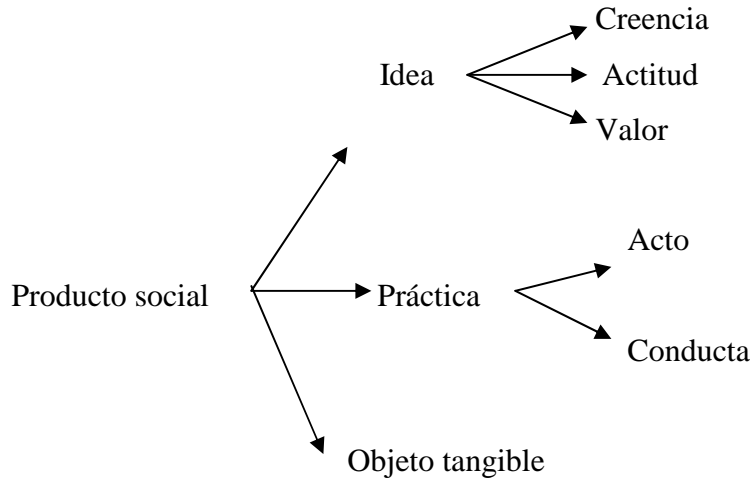 Creencia
Idea
Actitud
Valor
Acto
Producto social
Práctica
Conducta
Objeto tangible